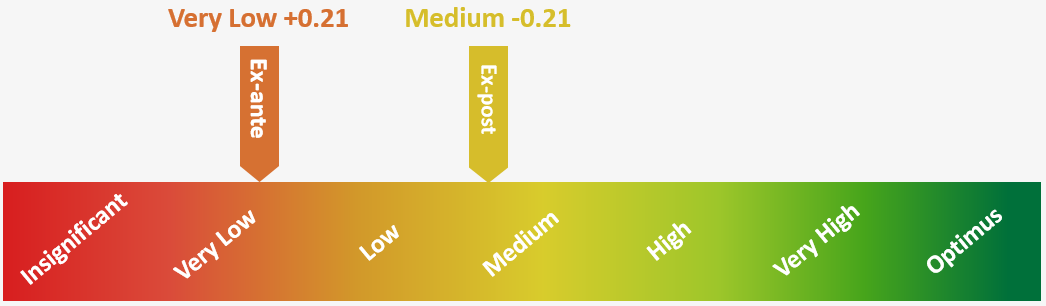 Very Low +0.21
Medium -0.21
Ex-ante
Ex-post
Insignificant
Very Low
Low
Medium
High
Very High
Optimus